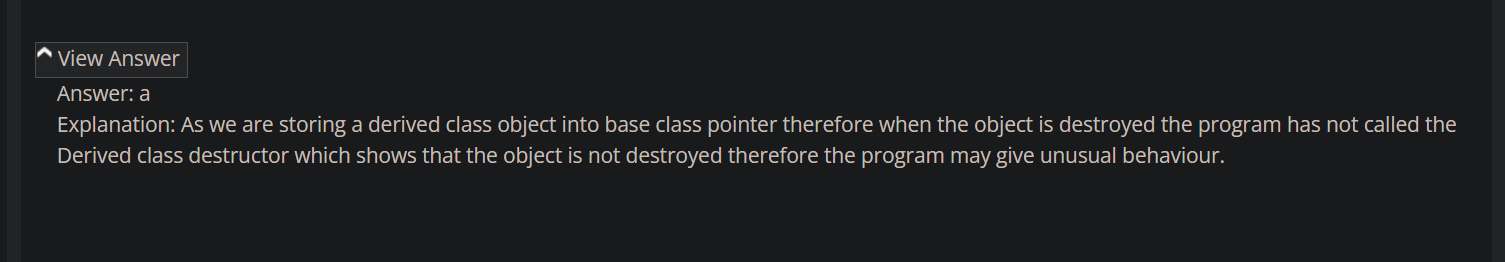 View Answer
Answer: a
Explanation: As we are storing a derived class object into base class pointer therefore when the object is destroyed the program has not called the
Derived class destructor which shows that the object is not destroyed therefore the program may give unusual behaviour.